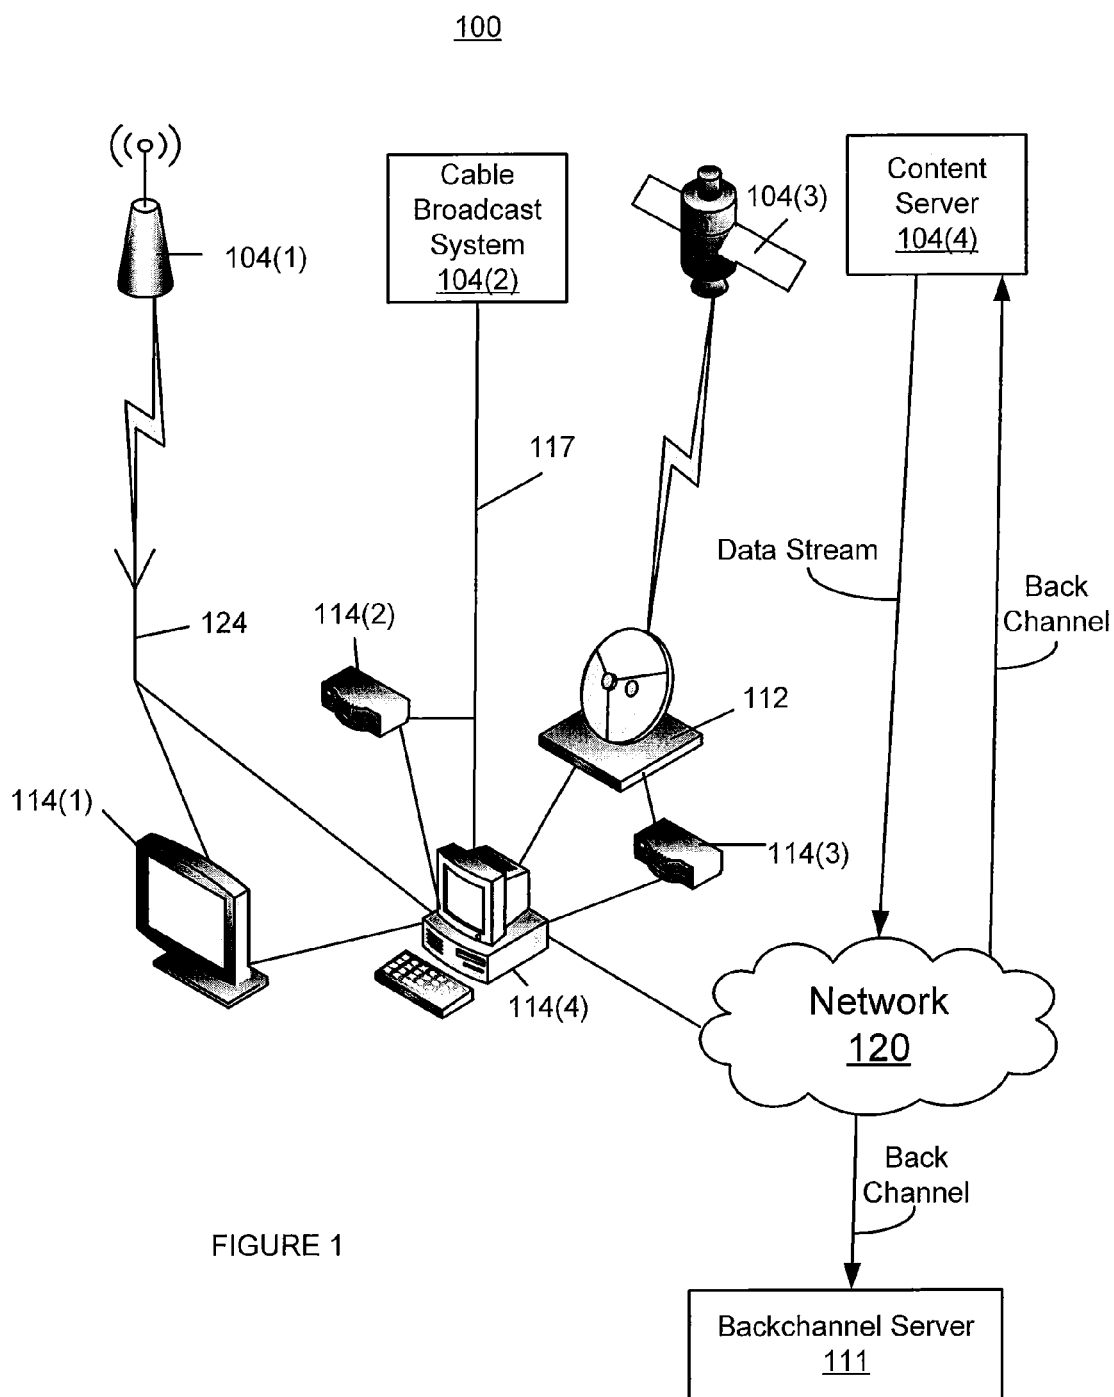 100
104(1)
Cable
Broadcast
System
104(2)
104(3)
Content
Server
104(4)
117
Data Stream
Back
Channel
124
114(2)
112
114(1)
114(3)
114(4)
Network
120
Back
Channel
FIGURE 1
Backchannel Server
111